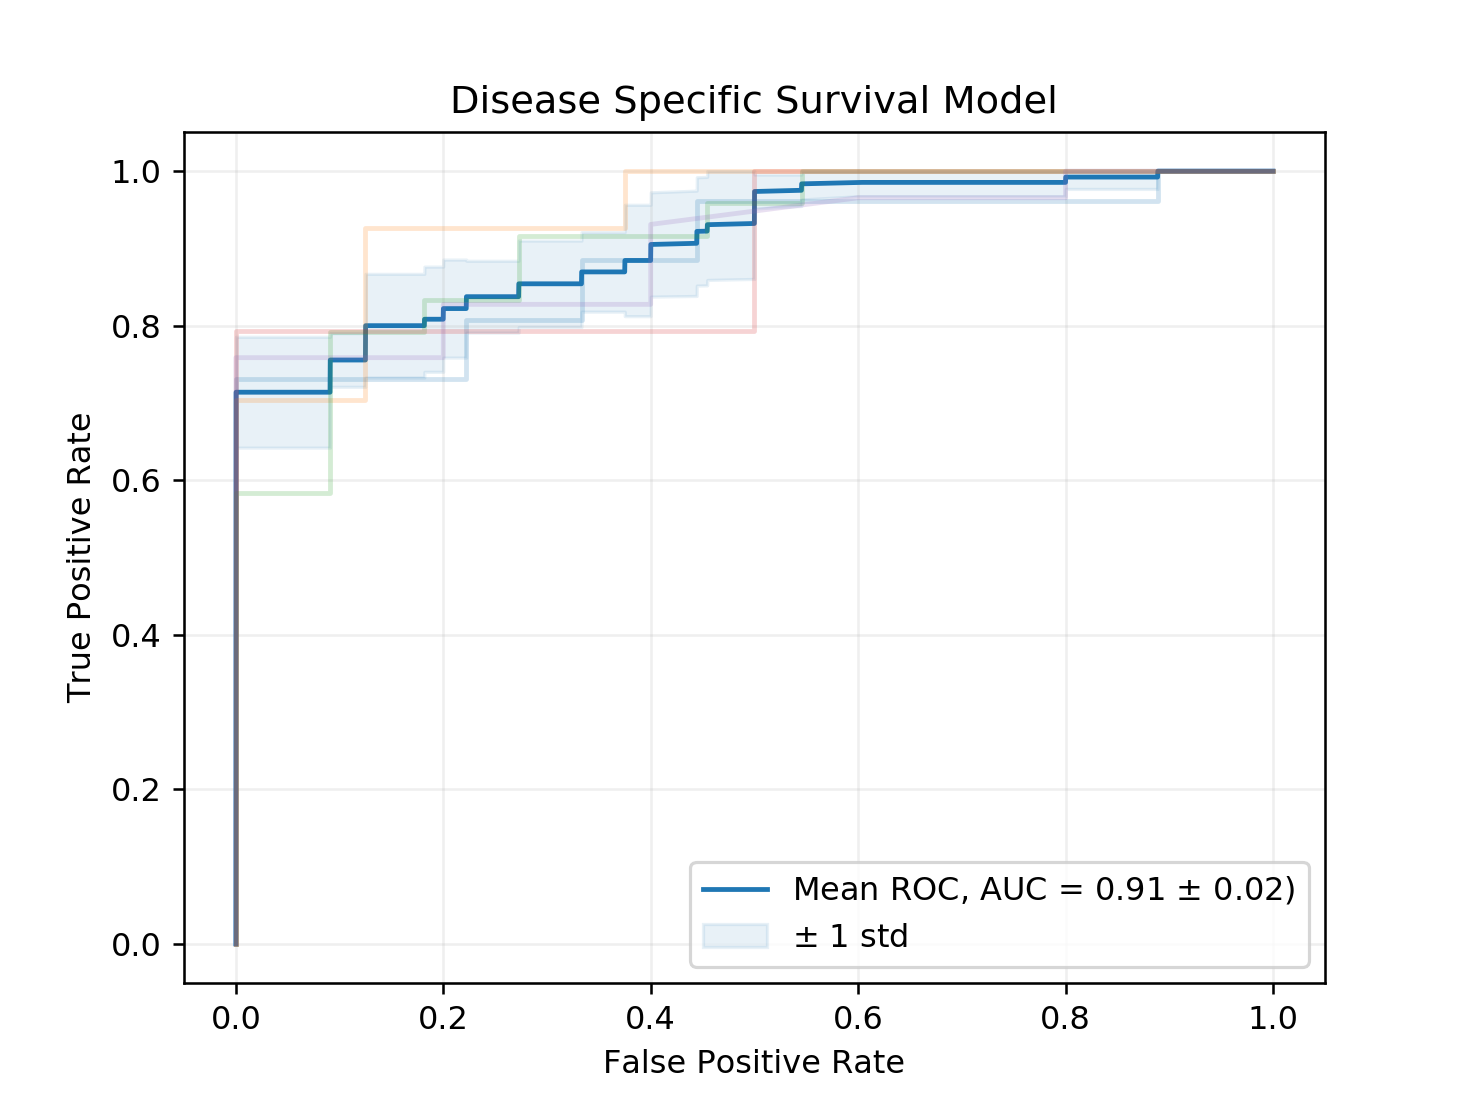 Disease Specific Survival Model
1.0
0.8
0.6
0.4
0.2
0.0
True Positive Rate
Mean ROC, AUC = 0.91 ± 0.02)
± 1 std
0.0 0.2 0.4 0.6 0.8 1.0
False Positive Rate